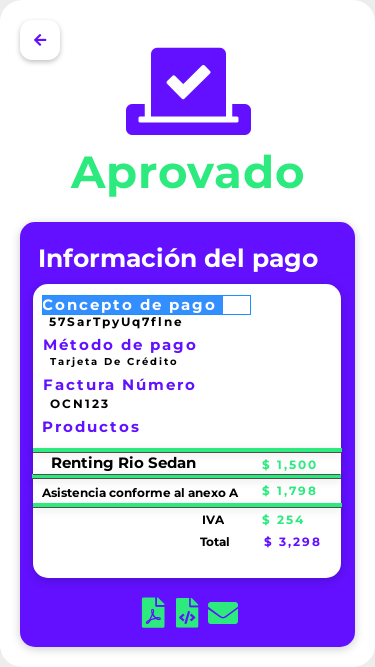 Aprovado
Información del pago
Concepto de pago
57SarTpyUq7fIne
Método de pago
Tarjeta De Crédito
Factura Número
OCN123
Productos
Renting Rio Sedan $ 1,500
Asistencia conforme al anexo A $ 1,798
IVA $ 254
Total $ 3,298